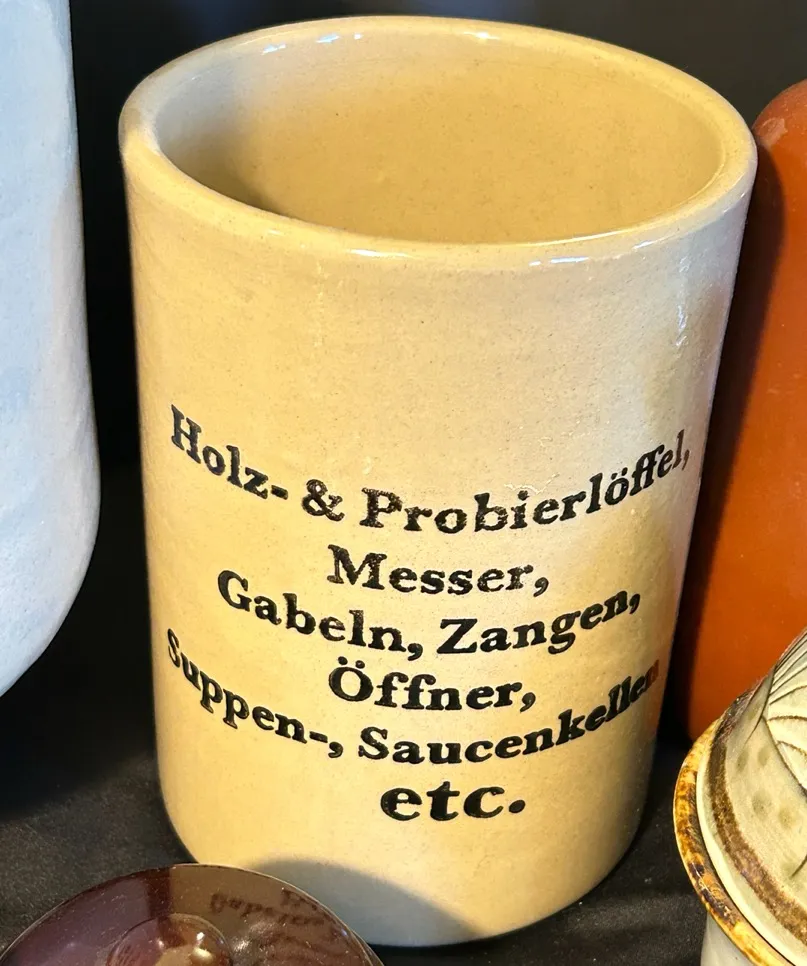 Holz- & Probierlöffel,
Messer,
Gabeln, Zangen,
Öffner,
Suppen-, Saucenkellen
etc.